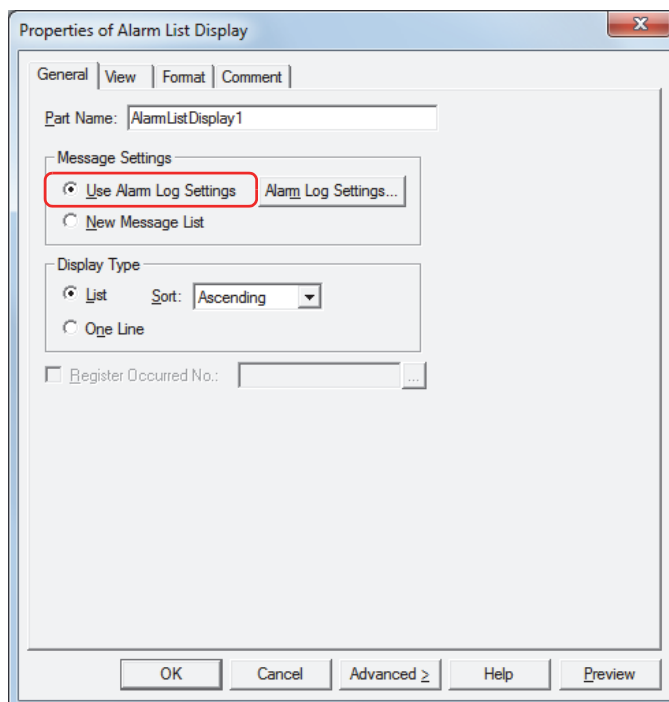 Properties of Alarm List Display
General View Format Comment
Part Name: AlarmListDisplay1
Message Settings
Use Alarm Log Settings Alarm Log Settings...
New Message List
Display Type
List Sort: Ascending
One Line
Register Occurred No.: ...
OK Cancel Advanced > Help Preview